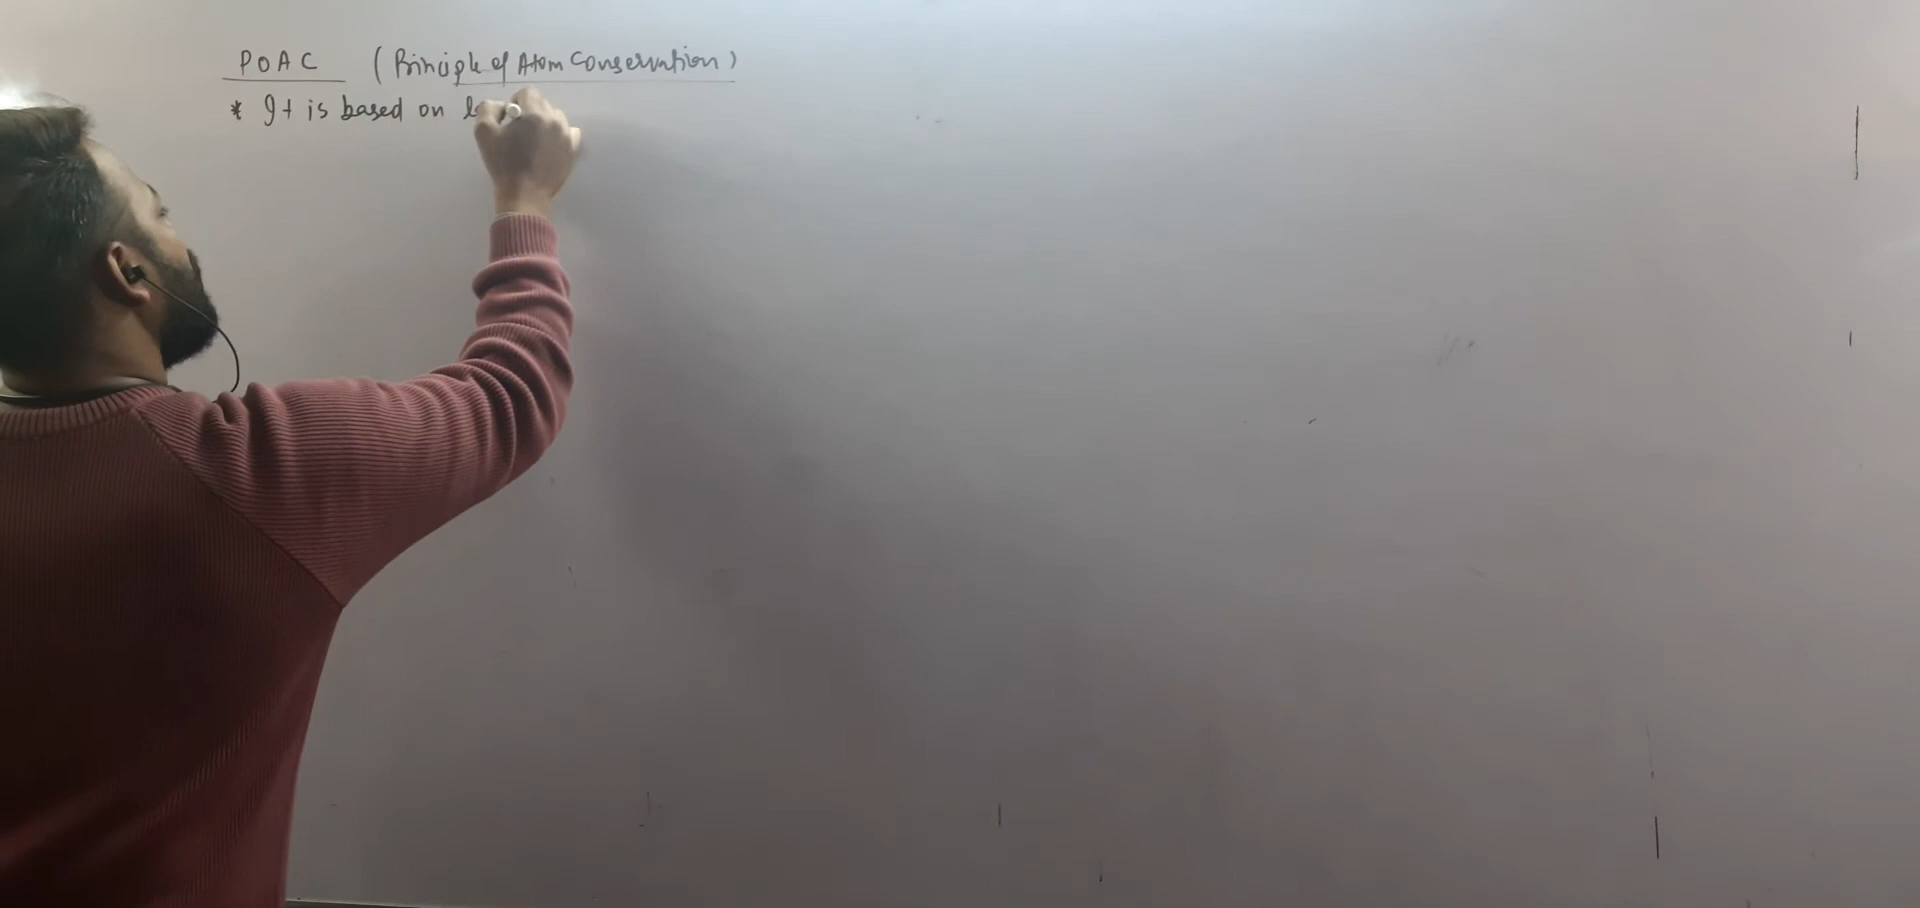 POAC (Principle of Atom Conservation)
* It is based on